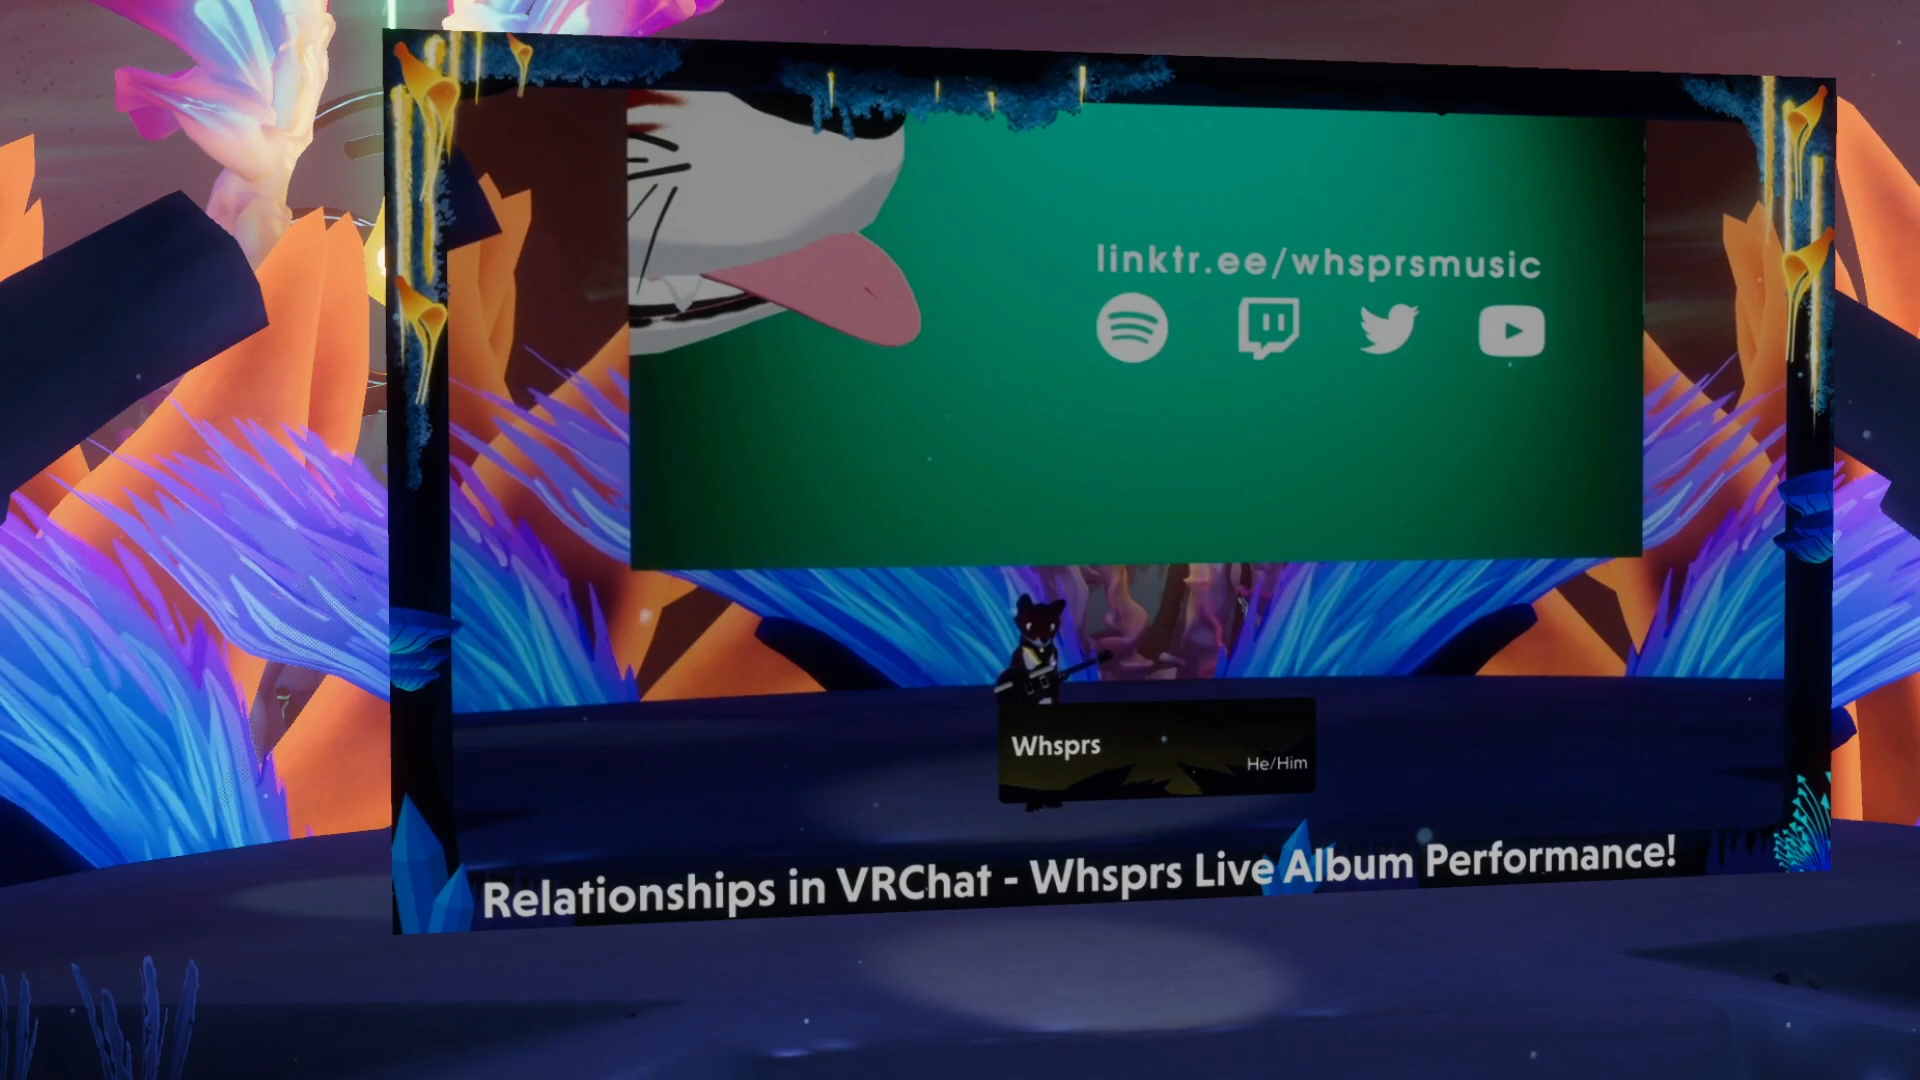 linktr.ee/whsprsmusic
Whsprs
He/Him
Relationships in VRChat - Whsprs Live Album Performance!